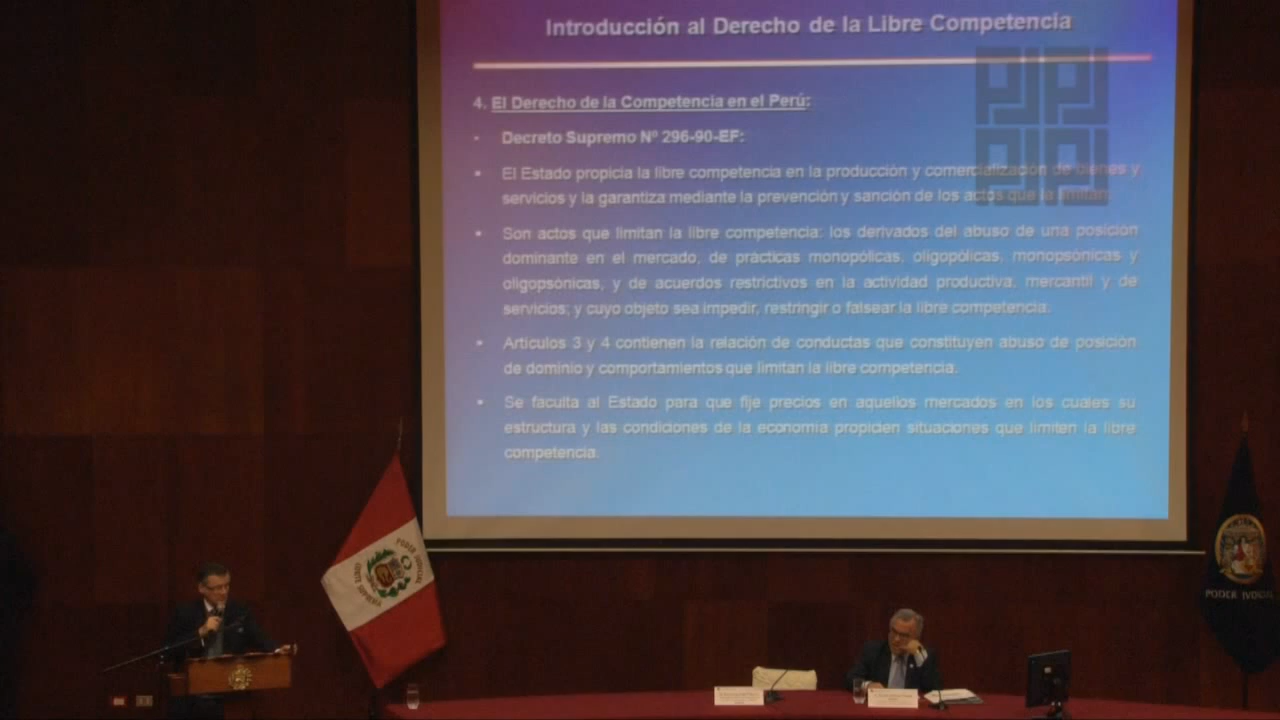 Introducción al Derecho de la Libre Competencia
4. El Derecho de la Competencia en el Perú:
- Decreto Supremo Nº 296-90-EF:
• El Estado propicia la libre competencia en la producción y comercialización de bienes y
servicios y la garantiza mediante la prevención y sanción de los actos que la limitan.
• Son actos que limitan la libre competencia: los derivados del abuso de una posición
dominante en el mercado, de prácticas monopólicas, oligopólicas, monopsónicas y
oligopsónicas, y de acuerdos restrictivos en la actividad productiva, mercantil y de
servicios; y cuyo objeto sea impedir, restringir o falsear la libre competencia.
• Artículos 3 y 4 contienen la relación de conductas que constituyen abuso de posición
de dominio y comportamientos que limitan la libre competencia.
• Se faculta al Estado para que fije precios en aquellos mercados en los cuales su
estructura y las condiciones de la economía propicien situaciones que limiten la libre
competencia.
PODER
PODER